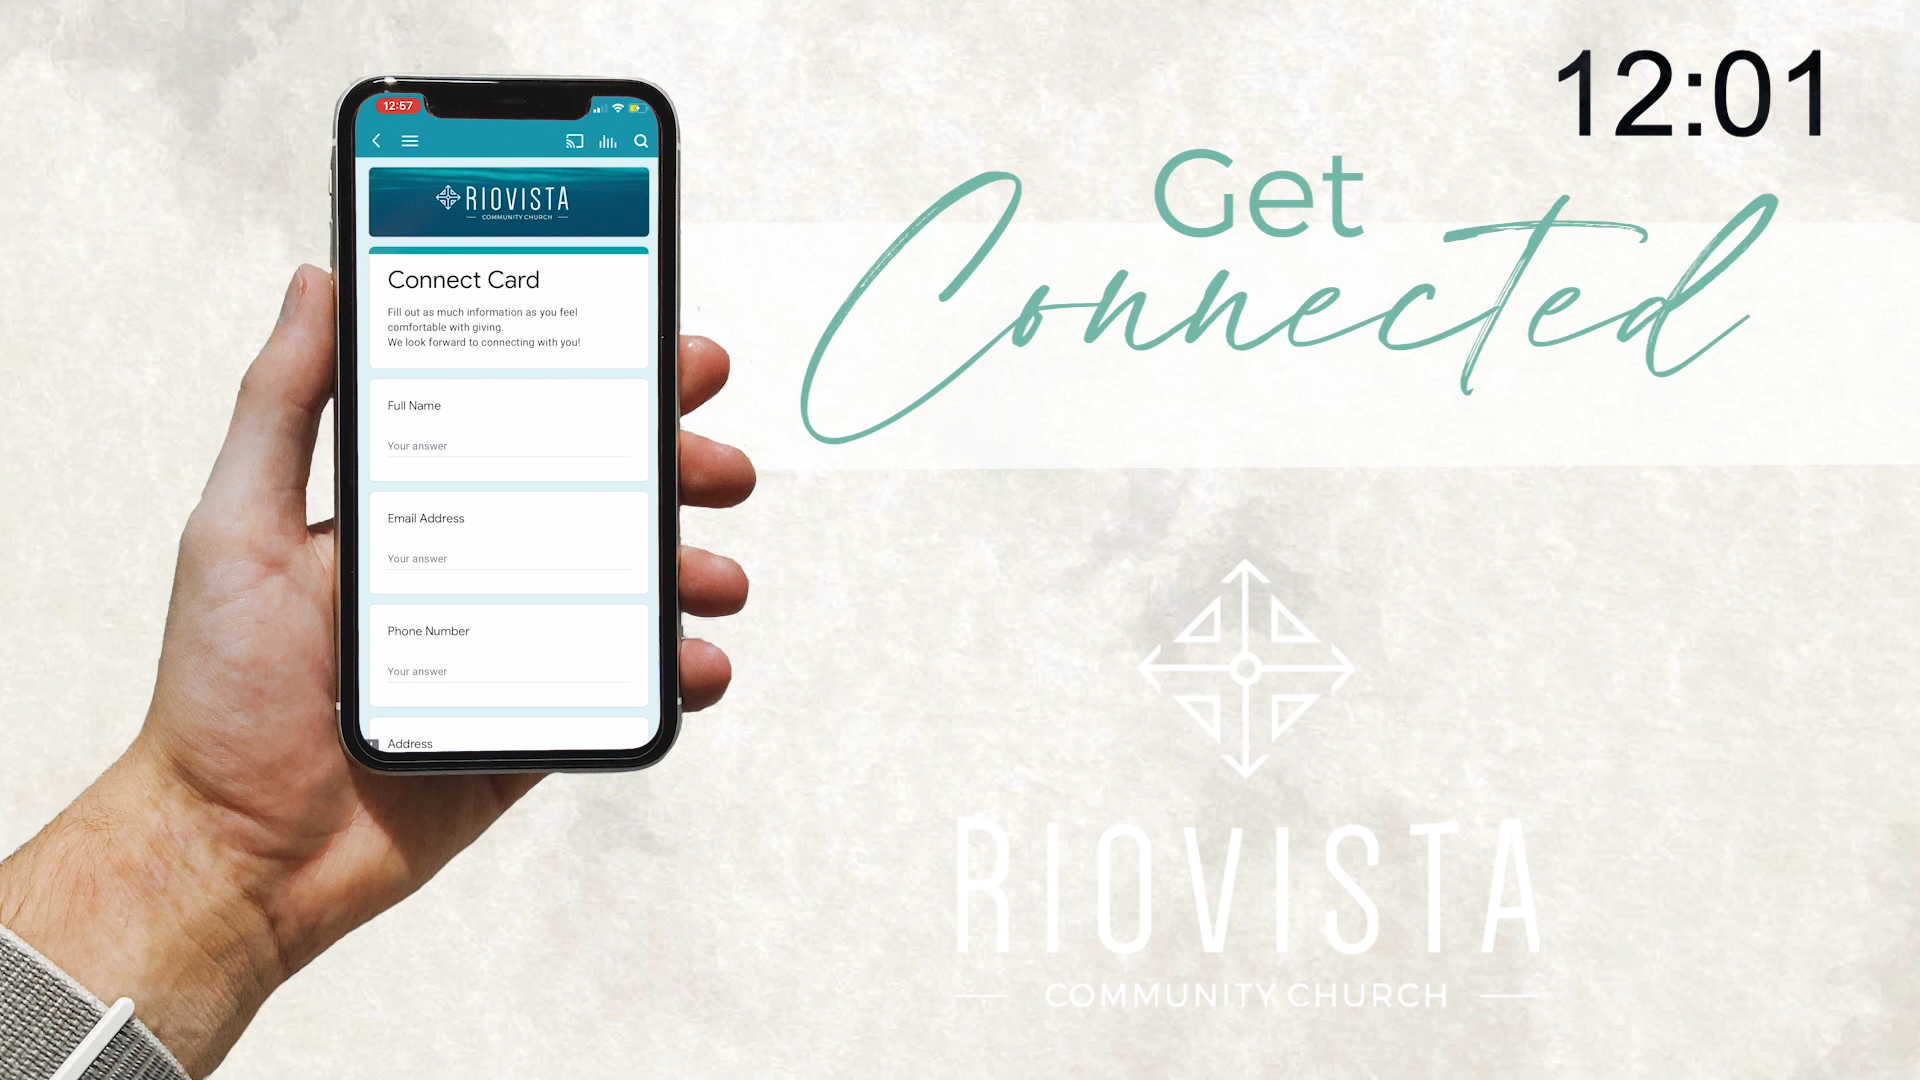 12:57
RIOVISTA
COMMUNITY CHURCH
Connect Card
Fill out as much information as you feel
comfortable with giving.
We look forward to connecting with you!
Full Name
Your answer
Email Address
Your answer
Phone Number
Your answer
Address
12:01
Get
Connected
RIOVISTA
COMMUNITY CHURCH